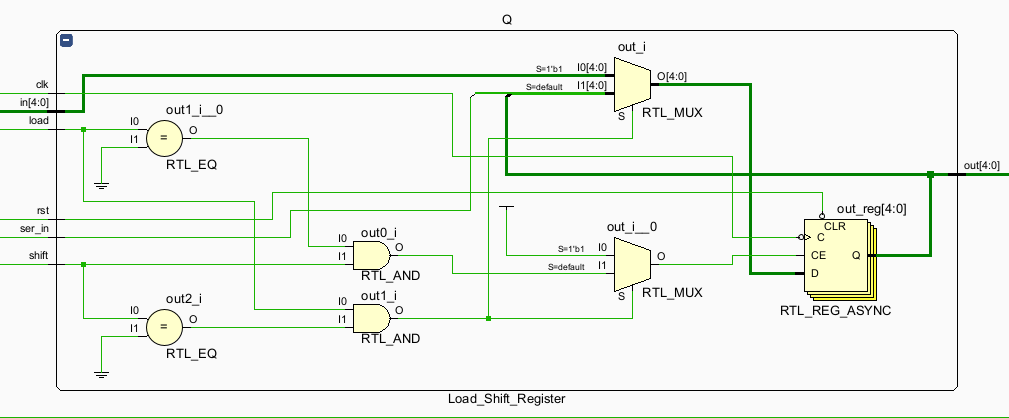 Q
out_i
clk
in[4:0]
load
S=1'b1
I0[4:0]
S=default
I1[4:0]
O[4:0]
S
RTL_MUX
out1_i__0
I0
I1
=
O
RTL_EQ
out[4:0]
rst
ser_in
shift
out0_i
I0
I1
O
RTL_AND
out_i__0
S=1'b1
I0
S=default
I1
O
S
RTL_MUX
out_reg[4:0]
CLR
C
CE
Q
D
RTL_REG_ASYNC
out2_i
I0
I1
=
O
RTL_EQ
out1_i
I0
I1
O
RTL_AND
Load_Shift_Register